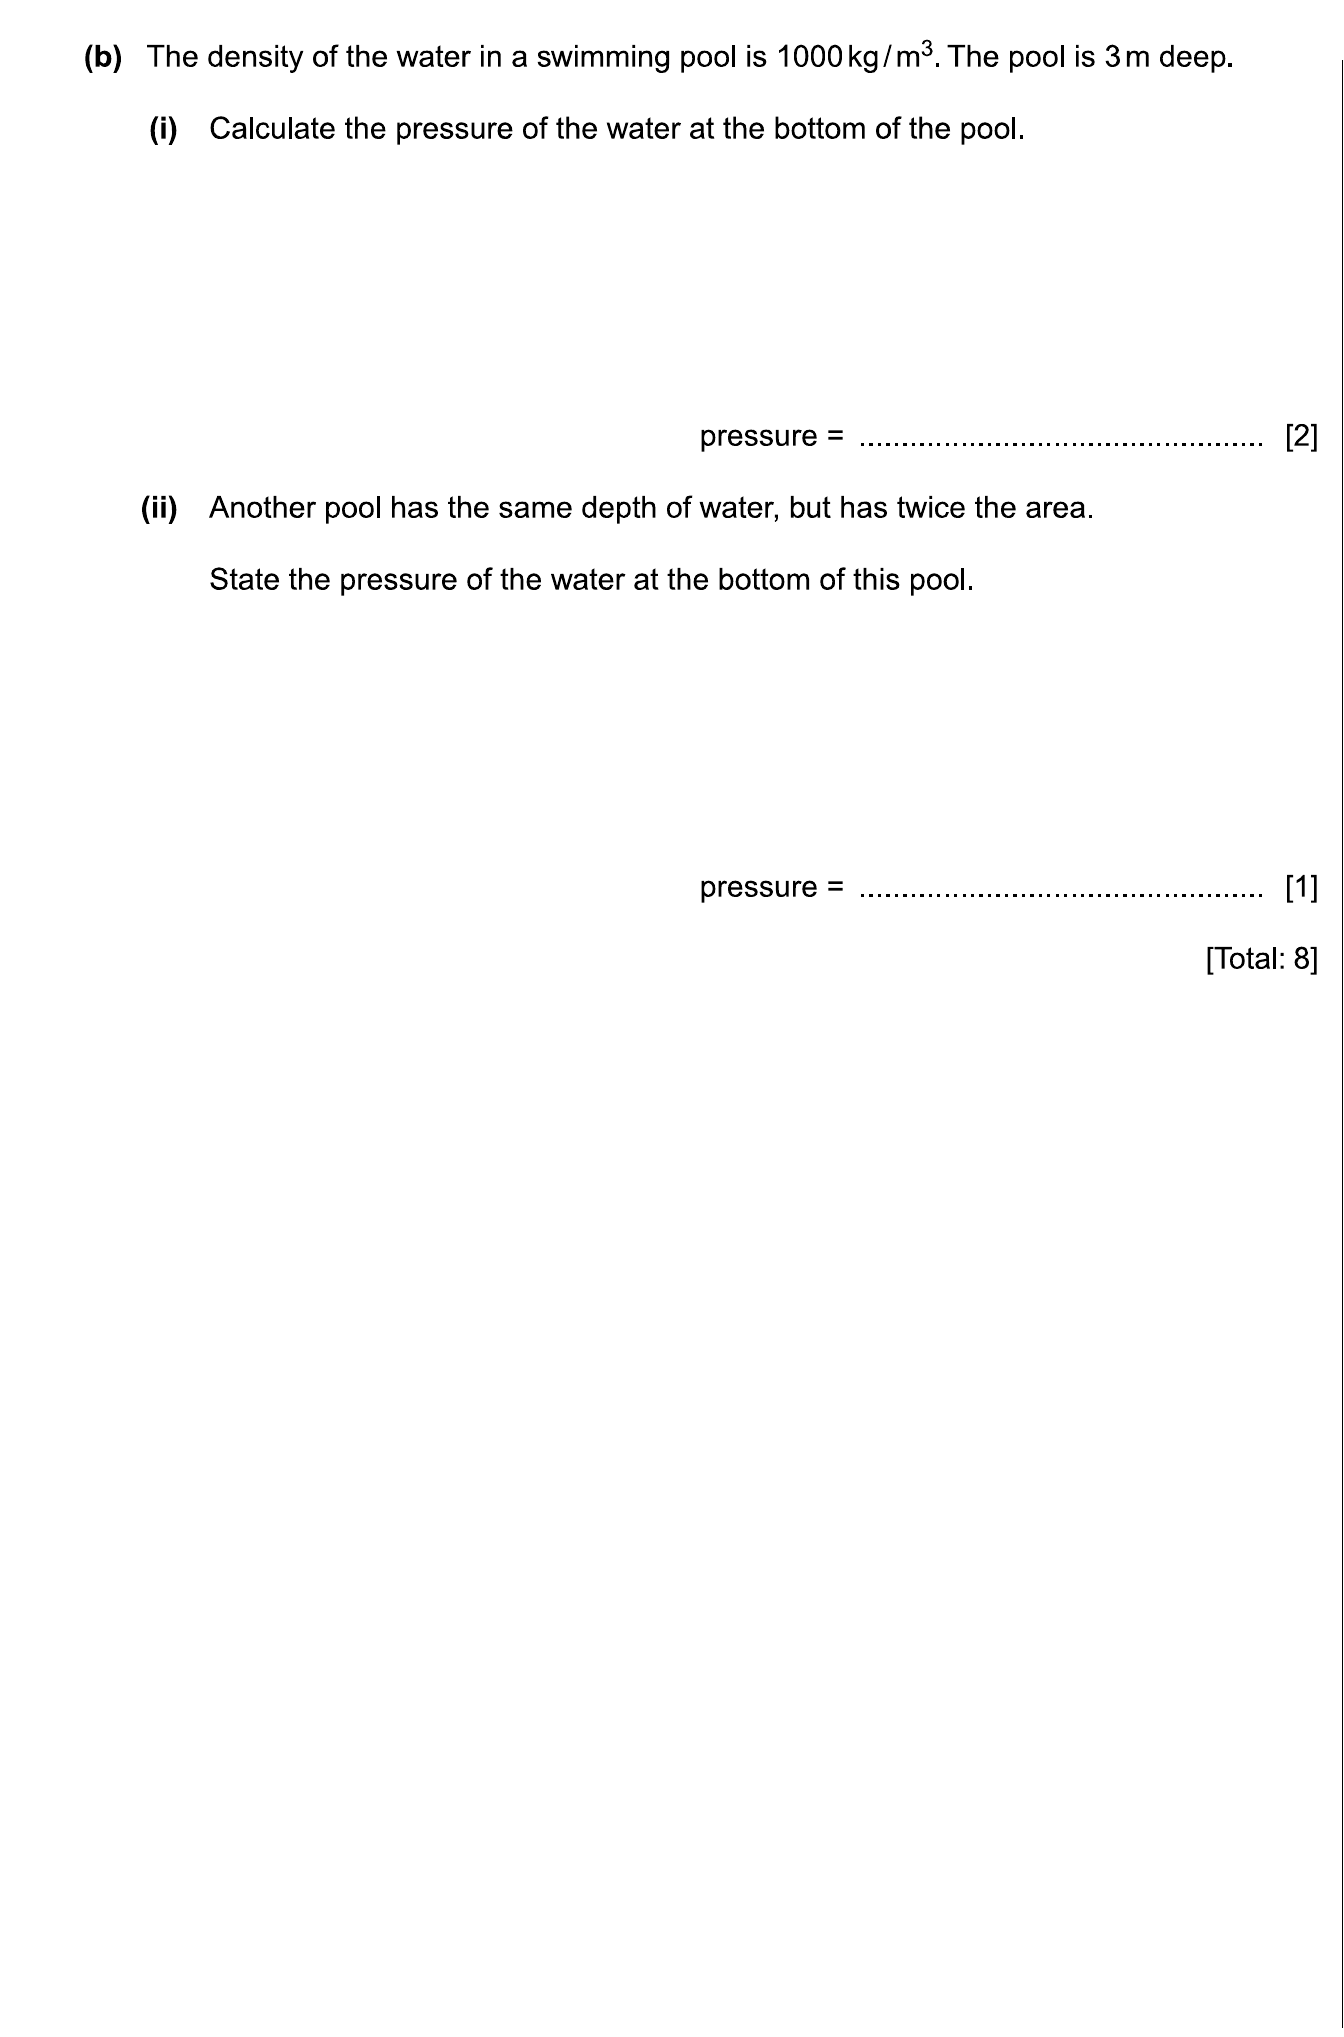 (b) The density of the water in a swimming pool is 1000 kg / m³. The pool is 3 m deep.
(i) Calculate the pressure of the water at the bottom of the pool.
pressure = ................................................ [2]
(ii) Another pool has the same depth of water, but has twice the area.
State the pressure of the water at the bottom of this pool.
pressure = ................................................ [1]
[Total: 8]